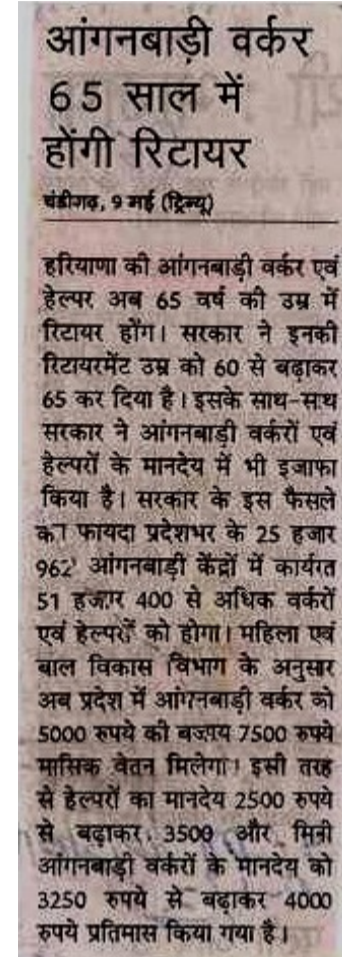 आंगनबाड़ी वर्कर
65 साल में
होंगी रिटायर
चंडीगढ़, 9 मई (ट्रिन्यू)
हरियाणा की आंगनबाड़ी वर्कर एवं
हेल्पर अब 65 वर्ष की उम्र में
रिटायर होंग। सरकार ने इनकी
रिटायरमेंट उम्र को 60 से बढ़ाकर
65 कर दिया है। इसके साथ-साथ
सरकार ने आंगनबाड़ी वर्करों एवं
हेल्परों के मानदेय में भी इजाफा
किया है। सरकार के इस फैसले
का फायदा प्रदेशभर के 25 हजार
962 आंगनबाड़ी केंद्रों में कार्यरत
51 हजार 400 से अधिक वर्करों
एवं हेल्परों को होगा। महिला एवं
बाल विकास विभाग के अनुसार
अब प्रदेश में आंगनबाड़ी वर्कर को
5000 रुपये की बजाय 7500 रुपये
मासिक वेतन मिलेगा। इसी तरह
से हेल्परों का मानदेय 2500 रुपये
से बढ़ाकर 3500 और मिनी
आंगनबाड़ी वर्करों के मानदेय को
3250 रुपये से बढ़ाकर 4000
रुपये प्रतिमास किया गया है।